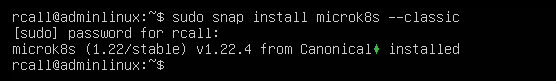 rcall@adminlinux:~$ sudo snap install microk8s --classic
[sudo] password for rcall:
microk8s (1.22/stable) v1.22.4 from Canonical♦ installed
rcall@adminlinux:~$